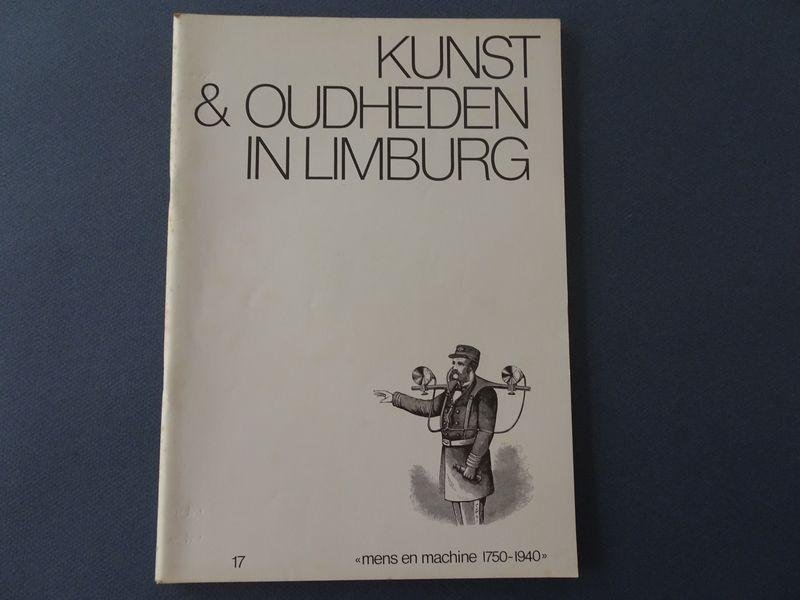 KUNST
& OUDHEDEN
IN LIMBURG
17 «mens en machine 1750-1940»